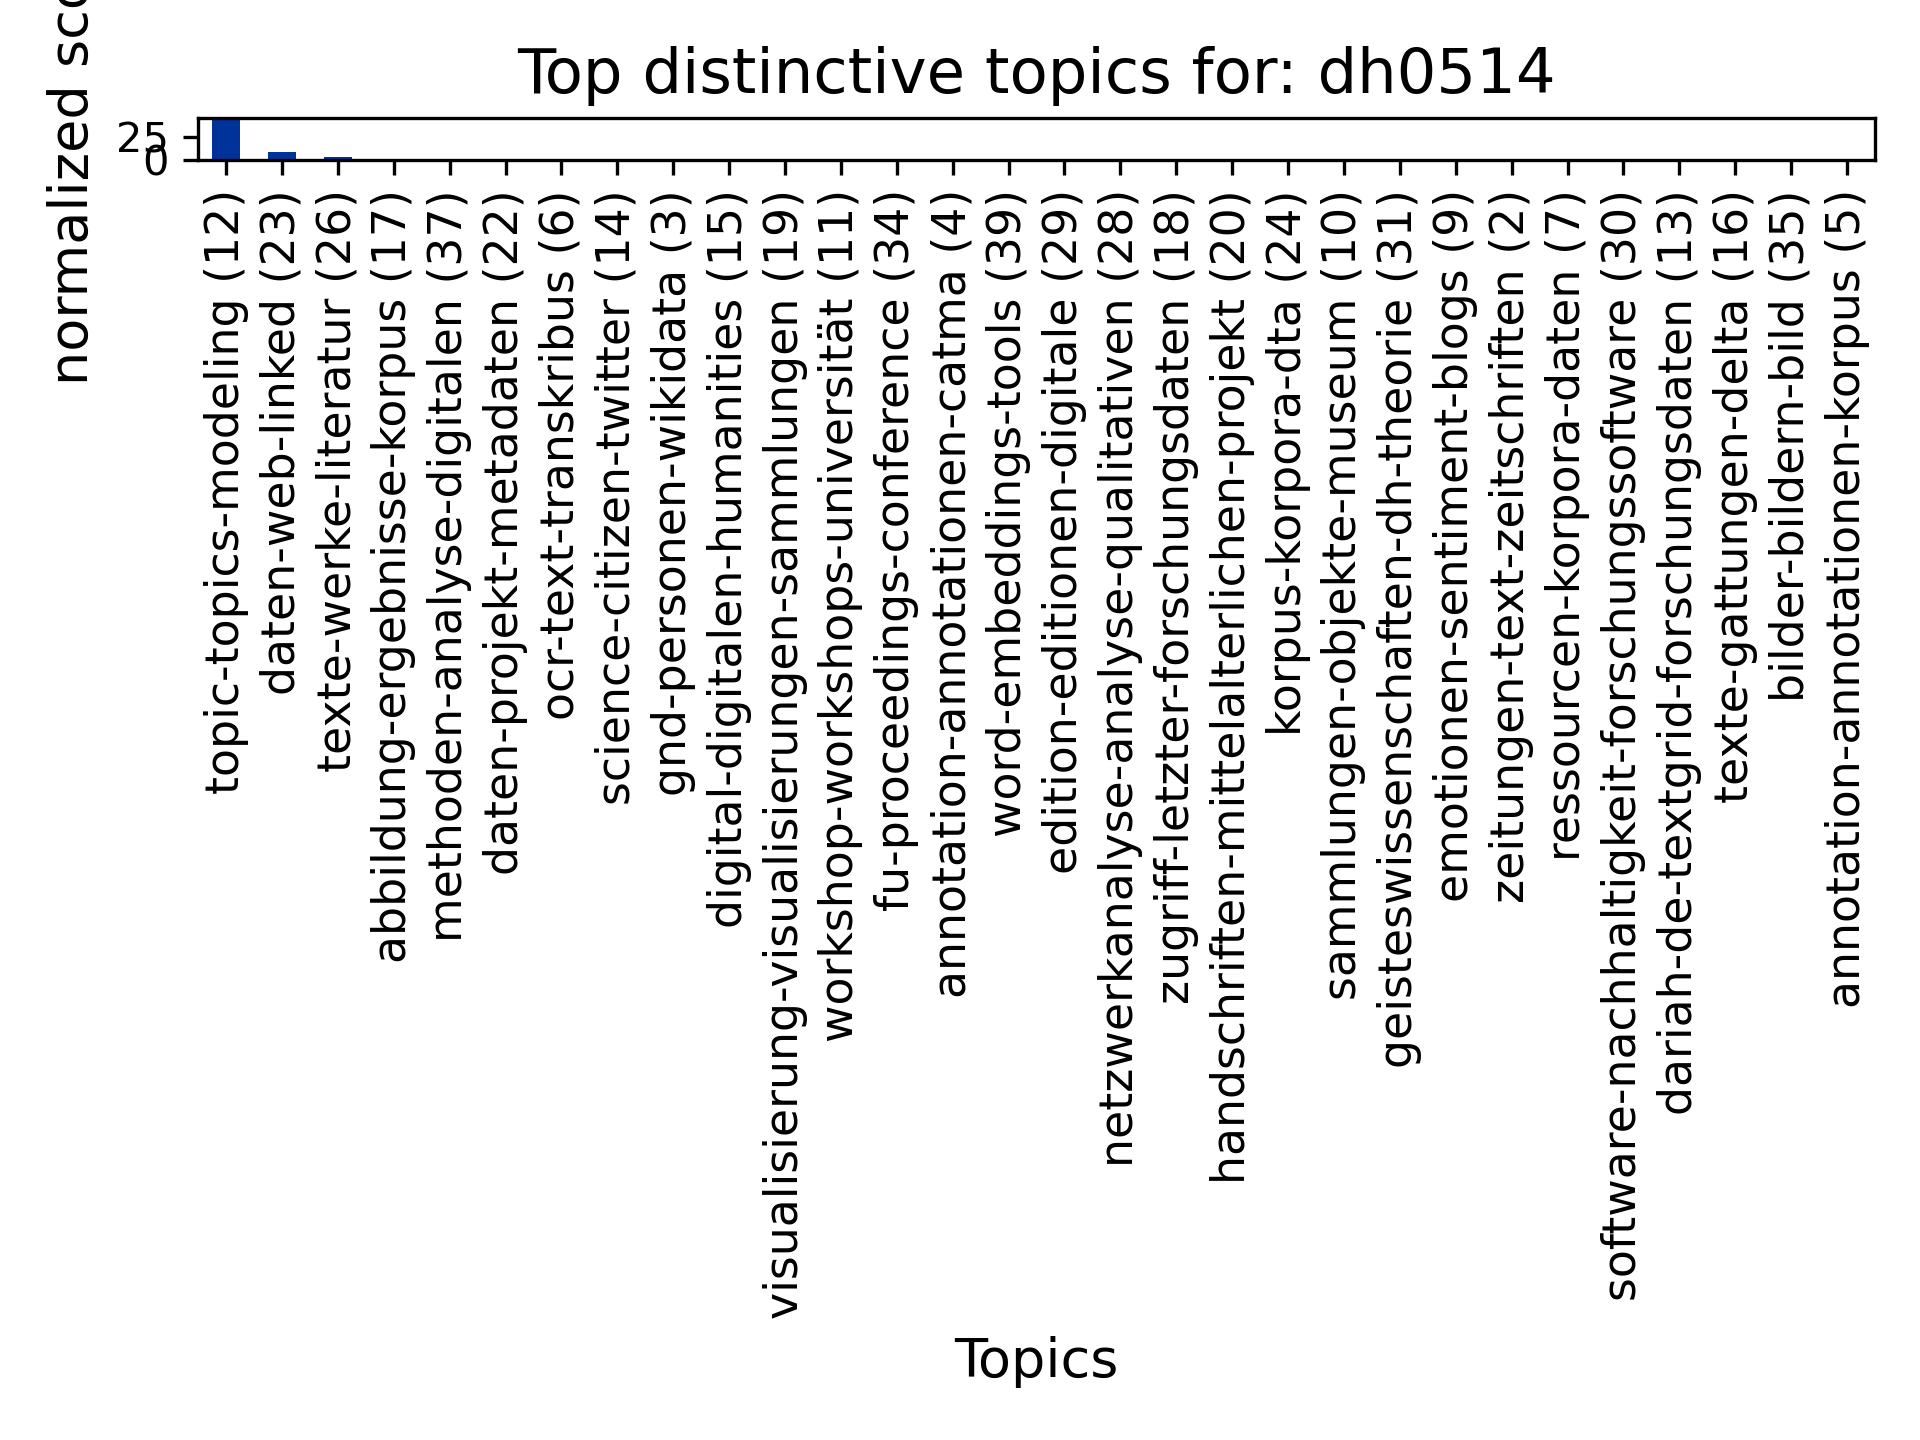 Top distinctive topics for: dh0514
normalized
25
0
topic-topics-modeling (12)
daten-web-linked (23)
texte-werke-literatur (26)
abbildung-ergebnisse-korpus (17)
methoden-analyse-digitalen (37)
daten-projekt-metadaten (22)
ocr-text-transkribus (6)
science-citizen-twitter (14)
gnd-personen-wikidata (3)
digital-digitalen-humanities (15)
visualisierung-visualisierungen-sammlungen (19)
workshop-workshops-universität (11)
fu-proceedings-conference (34)
annotation-annotationen-catma (4)
word-embeddings-tools (39)
edition-editionen-digitale (29)
netzwerkanalyse-analyse-qualitativen (28)
zugriff-letzter-forschungsdaten (18)
handschriften-mittelalterlichen-projekt (20)
korpus-korpora-dta (24)
sammlungen-objekte-museum (10)
geisteswissenschaften-dh-theorie (31)
emotionen-sentiment-blogs (9)
zeitungen-text-zeitschriften (2)
ressourcen-korpora-daten (7)
software-nachhaltigkeit-forschungssoftware (30)
dariah-de-textgrid-forschungsdaten (13)
texte-gattungen-delta (16)
bilder-bildern-bild (35)
annotation-annotationen-korpus (5)
Topics